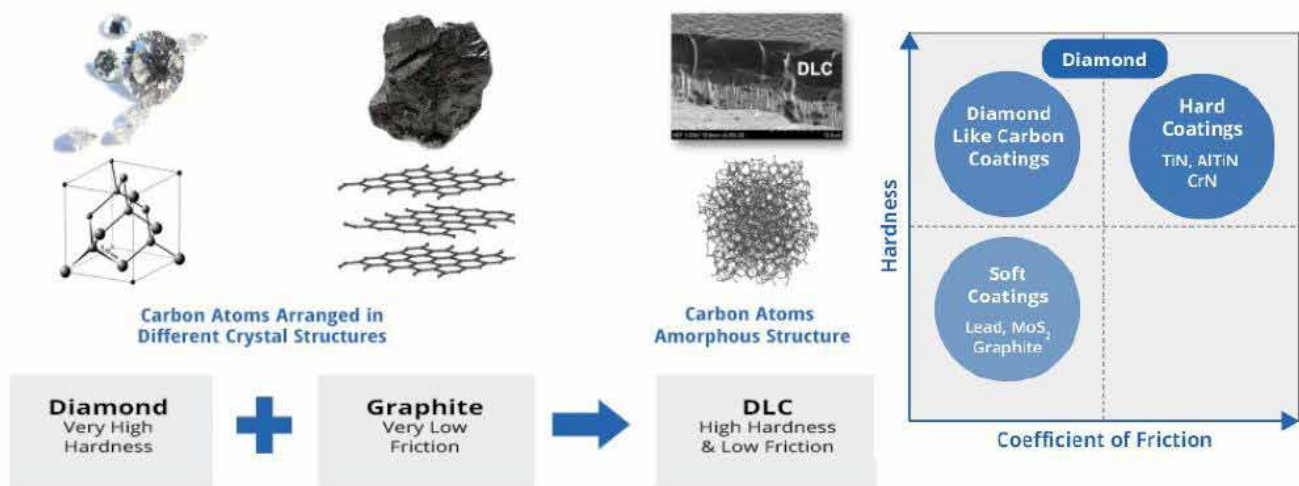 DLC
Carbon Atoms Arranged in
Different Crystal Structures
Carbon Atoms
Amorphous Structure
Diamond
Very High
Hardness
Graphite
Very Low
Friction
DLC
High Hardness
& Low Friction
Hardness
Diamond
Diamond
Like Carbon
Coatings
Hard
Coatings
TiN, AlTiN
CrN
Soft
Coatings
Lead, MoS₂
Graphite
Coefficient of Friction